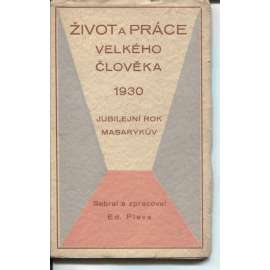 ŽIVOT A PRÁCE
VELKÉHO
ČLOVĚKA
1930
JUBILEJNÍ ROK
MASARYKŮV
Sebral a zpracoval
Ed. Pleva